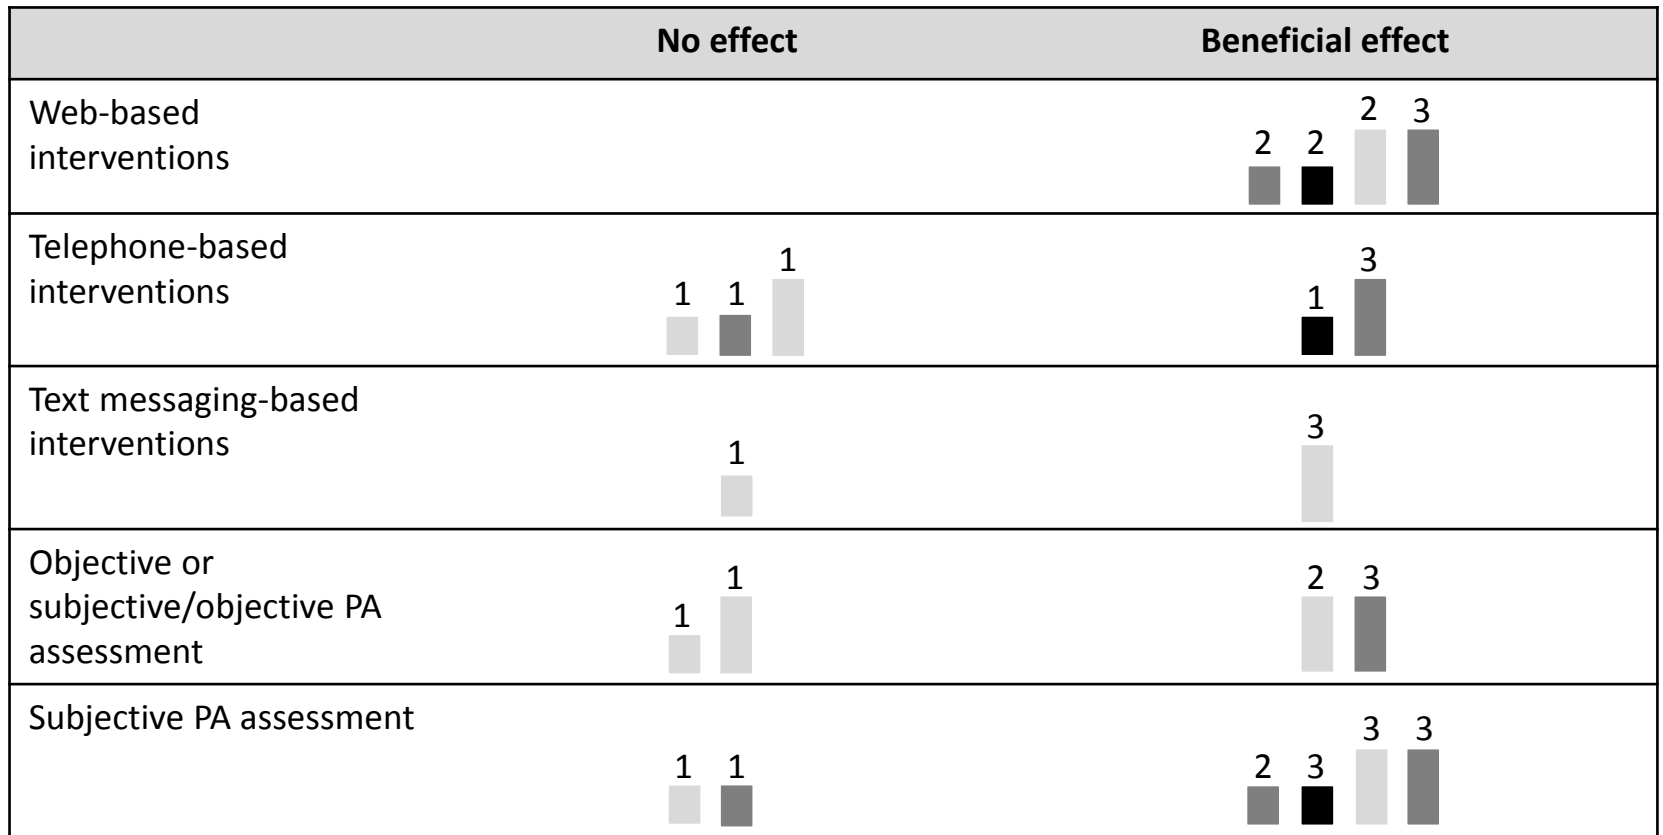 No effect Beneficial effect
Web-based
interventions
2 2 2 3
Telephone-based
interventions
1 1 1 1 3
Text messaging-based
interventions
1 3
Objective or
subjective/objective PA
assessment
1 1 2 3
Subjective PA assessment
1 1 2 3 3 3